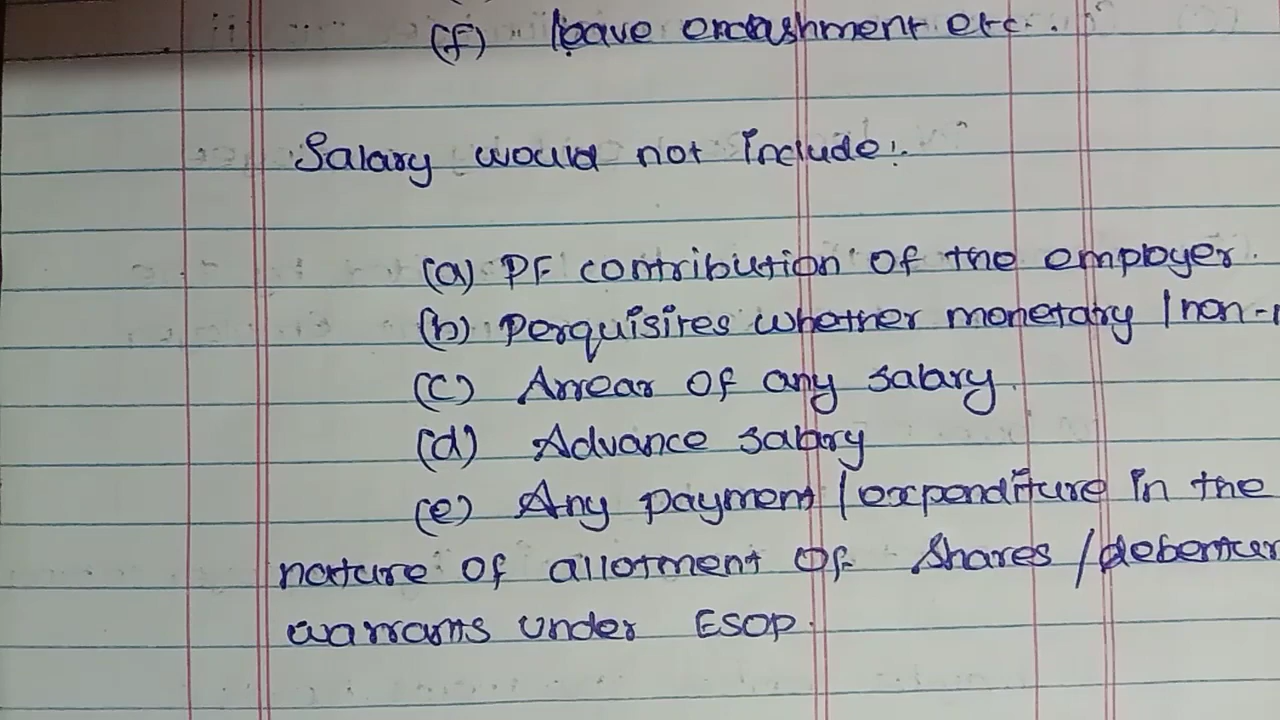 (f) leave encashment etc..
Salary would not include:.
(a) PF contribution of the employer.
(b) perquisites whether monetary / non-
(c) Arrear of any salary.
(d) Advance salary
(e) Any payment / expenditure in the
nature of allotment of shares / debentur
warrants under ESOP.